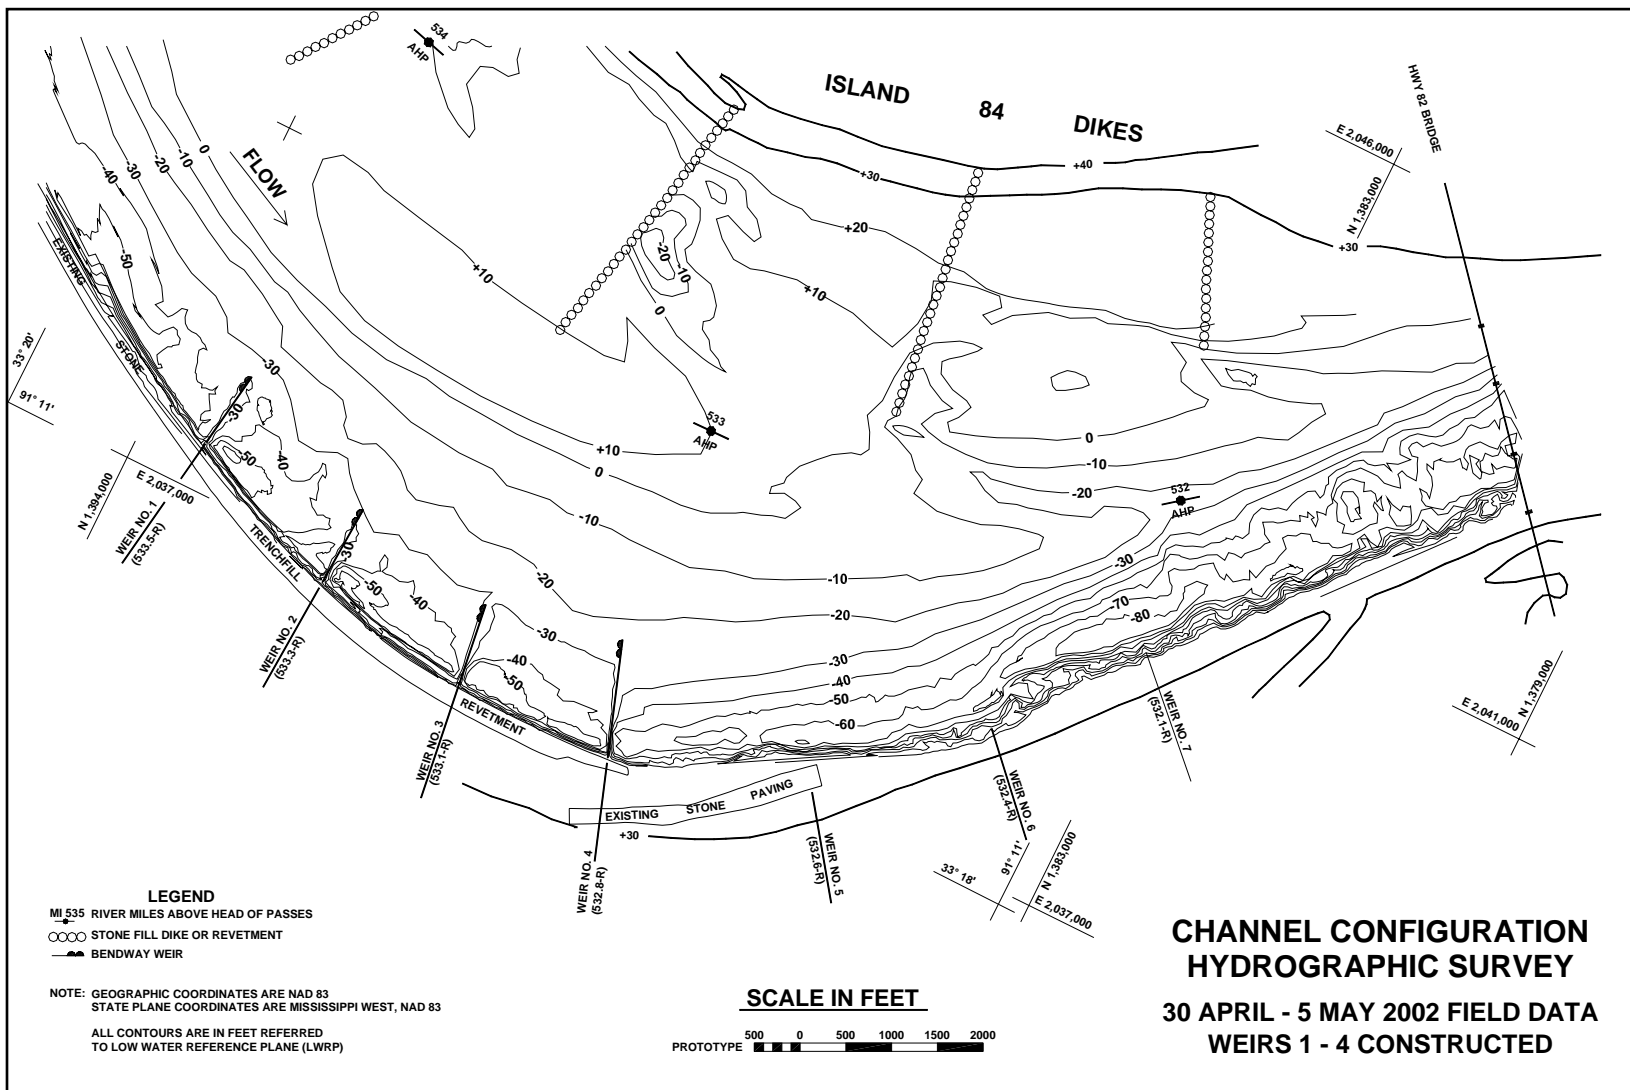 534
AHP
ISLAND 84 DIKES
HWY 82 BRIDGE
E 2,046,000
N 1,383,000
+40
+30
+30
FLOW
0
-10
-20
-30
-40
-50
+20
+10
+10
-20
-10
0
EXISTING
STONE
33° 20'
91° 11'
-30
-30
-40
-50
533
AHP
+10
0
0
-10
-20
532
AHP
N 1,394,000
E 2,037,000
WEIR NO. 1
(533.5-R)
TRENCHFILL
-10
-10
-20
-20
-30
-30
-50
-40
-30
-30
-40
-50
-40
-50
-60
-70
-80
WEIR NO. 2
(533.3-R)
REVETMENT
WEIR NO. 3
(533.1-R)
EXISTING STONE PAVING
+30
WEIR NO. 4
(532.8-R)
WEIR NO. 5
(532.6-R)
WEIR NO. 6
(532.4-R)
WEIR NO. 7
(532.1-R)
E 2,041,000
N 1,379,000
33° 18'
91° 11'
N 1,383,000
E 2,037,000
LEGEND
MI 535 RIVER MILES ABOVE HEAD OF PASSES
STONE FILL DIKE OR REVETMENT
BENDWAY WEIR
NOTE: GEOGRAPHIC COORDINATES ARE NAD 83
STATE PLANE COORDINATES ARE MISSISSIPPI WEST, NAD 83
ALL CONTOURS ARE IN FEET REFERRED
TO LOW WATER REFERENCE PLANE (LWRP)
SCALE IN FEET
500 0 500 1000 1500 2000
PROTOTYPE
CHANNEL CONFIGURATION
HYDROGRAPHIC SURVEY
30 APRIL - 5 MAY 2002 FIELD DATA
WEIRS 1 - 4 CONSTRUCTED